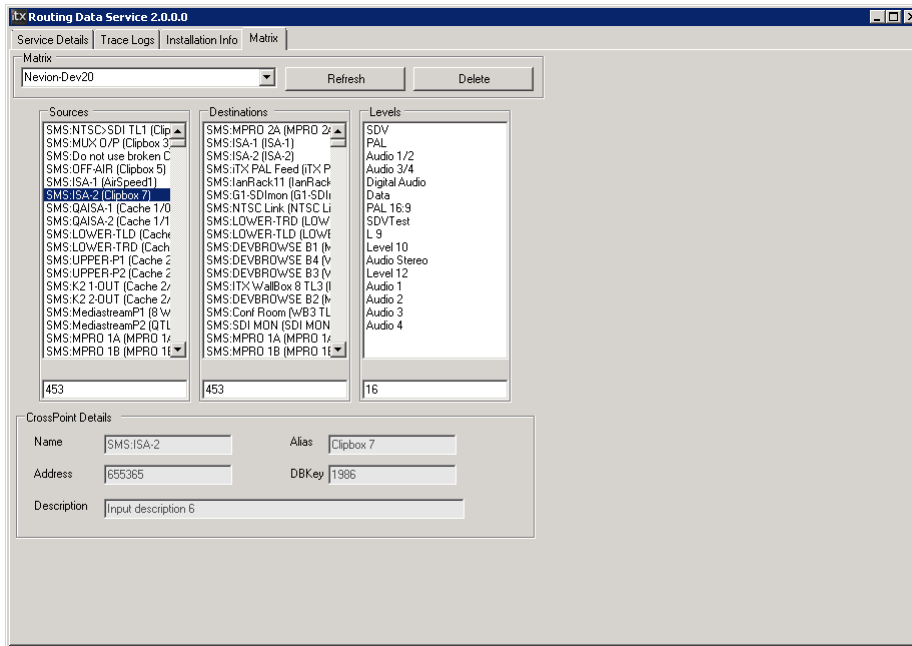 itx Routing Data Service 2.0.0.0
Service Details Trace Logs Installation Info Matrix
Matrix
Nevion-Dev20 Refresh Delete
Sources
SMS:NTSC>SDI TL1 (Clip
SMS:MUX O/P (Clipbox 3
SMS:Do not use broken C
SMS:OFF-AIR (Clipbox 5)
SMS:ISA-1 (AirSpeed1)
SMS:ISA-2 (Clipbox 7)
SMS:QAISA-1 (Cache 1/0
SMS:QAISA-2 (Cache 1/1
SMS:LOWER-TLD (Cache
SMS:LOWER-TRD (Cach
SMS:UPPER-P1 (Cache 2
SMS:UPPER-P2 (Cache 2
SMS:K2 1-OUT (Cache 2/
SMS:K2 2-OUT (Cache 2/
SMS:MediastreamP1 (8 W
SMS:MediastreamP2 (QTL
SMS:MPRO 1A (MPRO 1A
SMS:MPRO 1B (MPRO 1B
453
Destinations
SMS:MPRO 2A (MPRO 2A
SMS:ISA-1 (ISA-1)
SMS:ISA-2 (ISA-2)
SMS:iTX PAL Feed (iTX P
SMS:IanRack11 (IanRack
SMS:G1-SDImon (G1-SDI
SMS:NTSC Link (NTSC Li
SMS:LOWER-TRD (LOW
SMS:LOWER-TLD (LOWE
SMS:DEVBROWSE B1 (M
SMS:DEVBROWSE B4 (V
SMS:DEVBROWSE B3 (V
SMS:ITX WallBox 8 TL3 (
SMS:DEVBROWSE B2 (M
SMS:Conf Room (WB3 TL
SMS:SDI MON (SDI MON
SMS:MPRO 1A (MPRO 1A
SMS:MPRO 1B (MPRO 1B
453
Levels
SDV
PAL
Audio 1/2
Audio 3/4
Digital Audio
Data
PAL 16:9
SDVTest
L 9
Level 10
Audio Stereo
Level 12
Audio 1
Audio 2
Audio 3
Audio 4
16
CrossPoint Details
Name SMS:ISA-2 Alias Clipbox 7
Address 655365 DBKey 1986
Description Input description 6